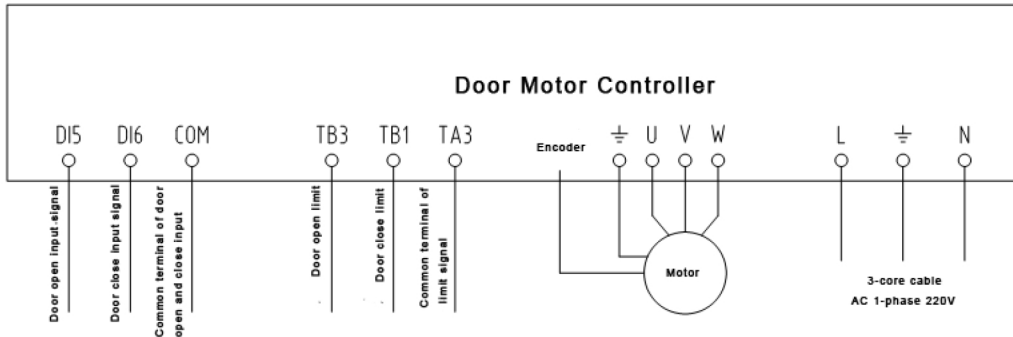 Door Motor Controller
DI5 DI6 COM TB3 TB1 TA3 Encoder U V W L N
Door open input signal
Door close input signal
Common terminal of door
open and close input
Door open limit
Door close limit
Common terminal of
limit signal
Motor
3-core cable
AC 1-phase 220V